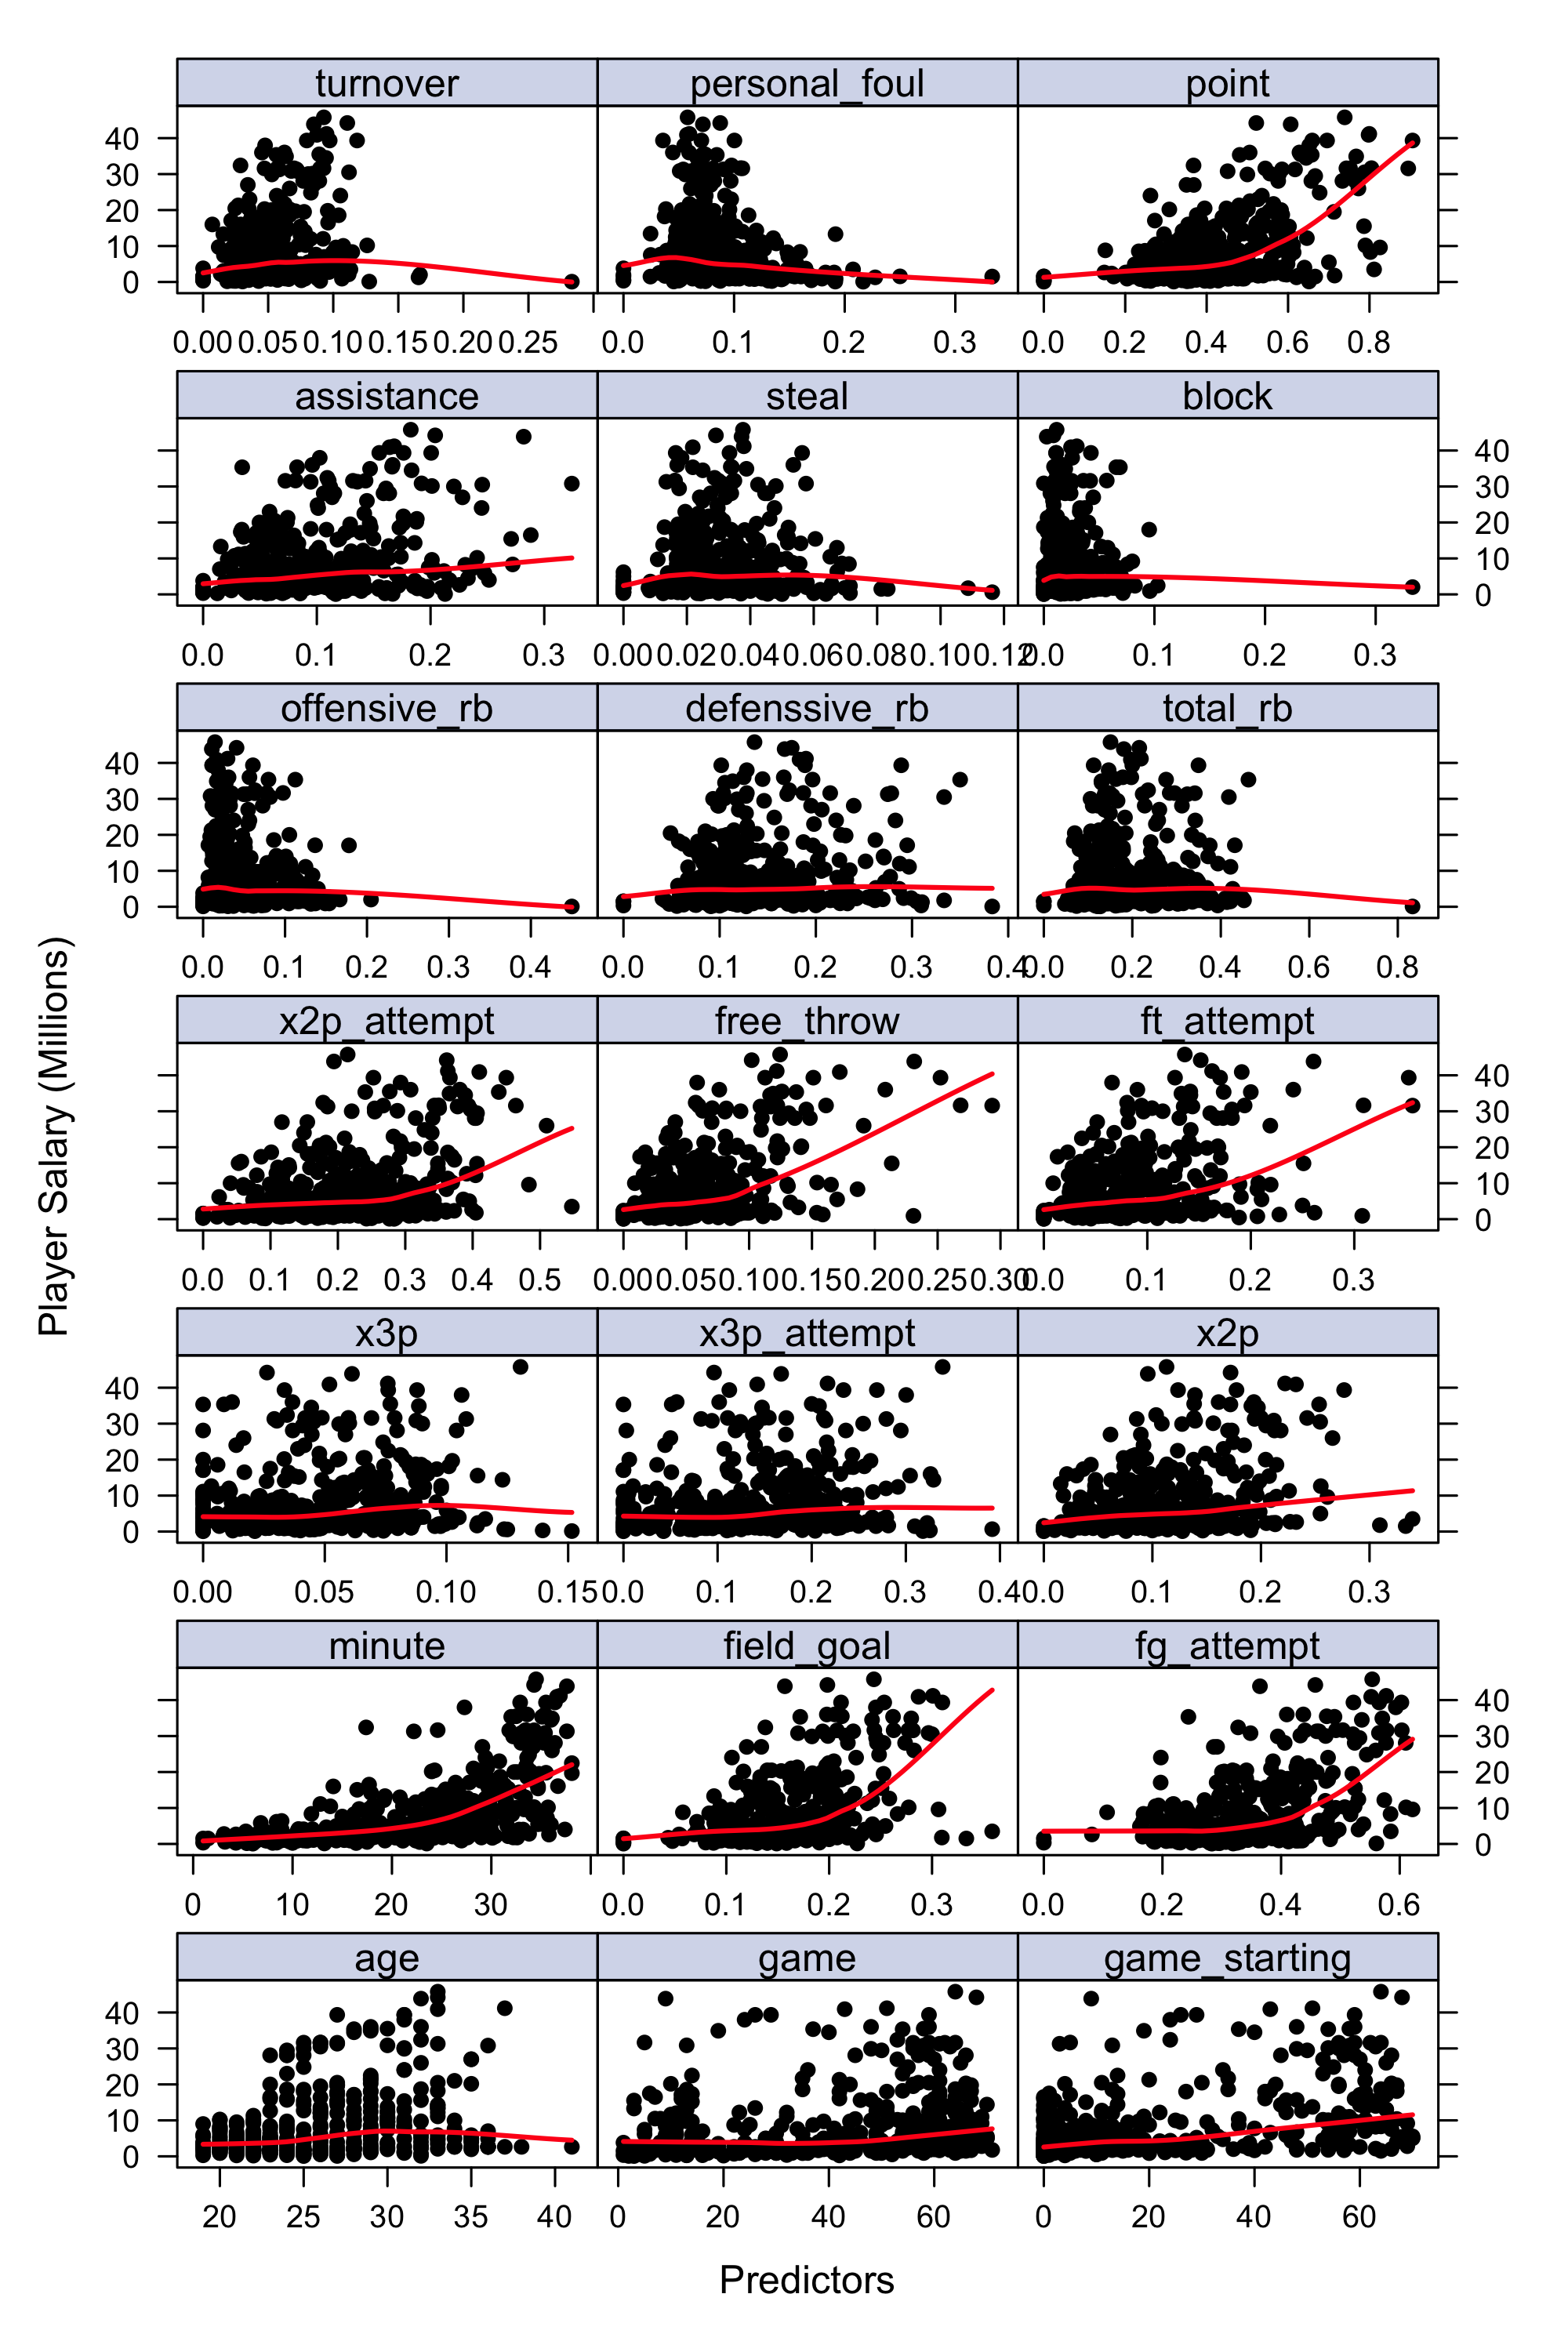 turnover personal_foul point
40
30
20
10
0
0.00 0.05 0.10 0.15 0.20 0.25 0.0 0.1 0.2 0.3 0.0 0.2 0.4 0.6 0.8
assistance steal block
40
30
20
10
0
0.0 0.1 0.2 0.3 0.00 0.02 0.04 0.06 0.08 0.10 0.12 0.0 0.1 0.2 0.3
offensive_rb defenssive_rb total_rb
40
30
20
10
0
0.0 0.1 0.2 0.3 0.4 0.0 0.1 0.2 0.3 0.4 0.0 0.2 0.4 0.6 0.8
Player Salary (Millions)
x2p_attempt free_throw ft_attempt
40
30
20
10
0
0.0 0.1 0.2 0.3 0.4 0.5 0.00 0.05 0.10 0.15 0.20 0.25 0.30 0.0 0.1 0.2 0.3
x3p x3p_attempt x2p
40
30
20
10
0
0.00 0.05 0.10 0.15 0.0 0.1 0.2 0.3 0.4 0.0 0.1 0.2 0.3
minute field_goal fg_attempt
40
30
20
10
0
0 10 20 30 0.0 0.1 0.2 0.3 0.0 0.2 0.4 0.6
age game game_starting
40
30
20
10
0
20 25 30 35 40 0 20 40 60 0 20 40 60
Predictors